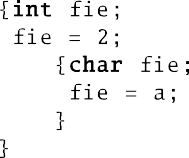 {int fie;
 fie = 2;
    {char fie;
     fie = a;
    }
}